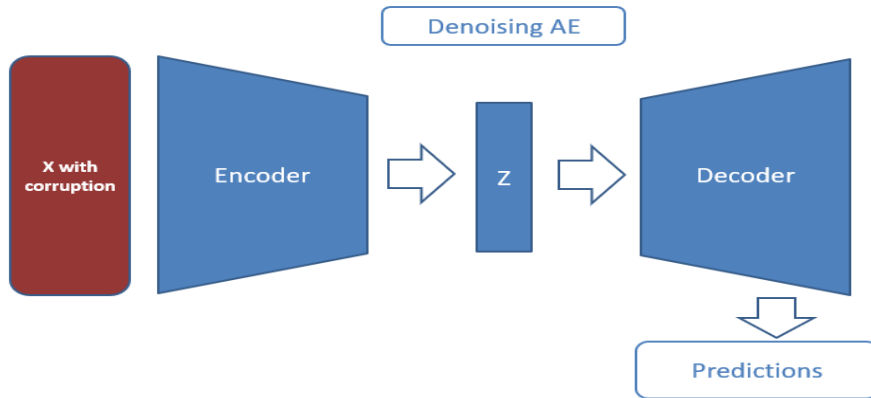 Denoising AE
X with
corruption
Encoder
Z
Decoder
Predictions